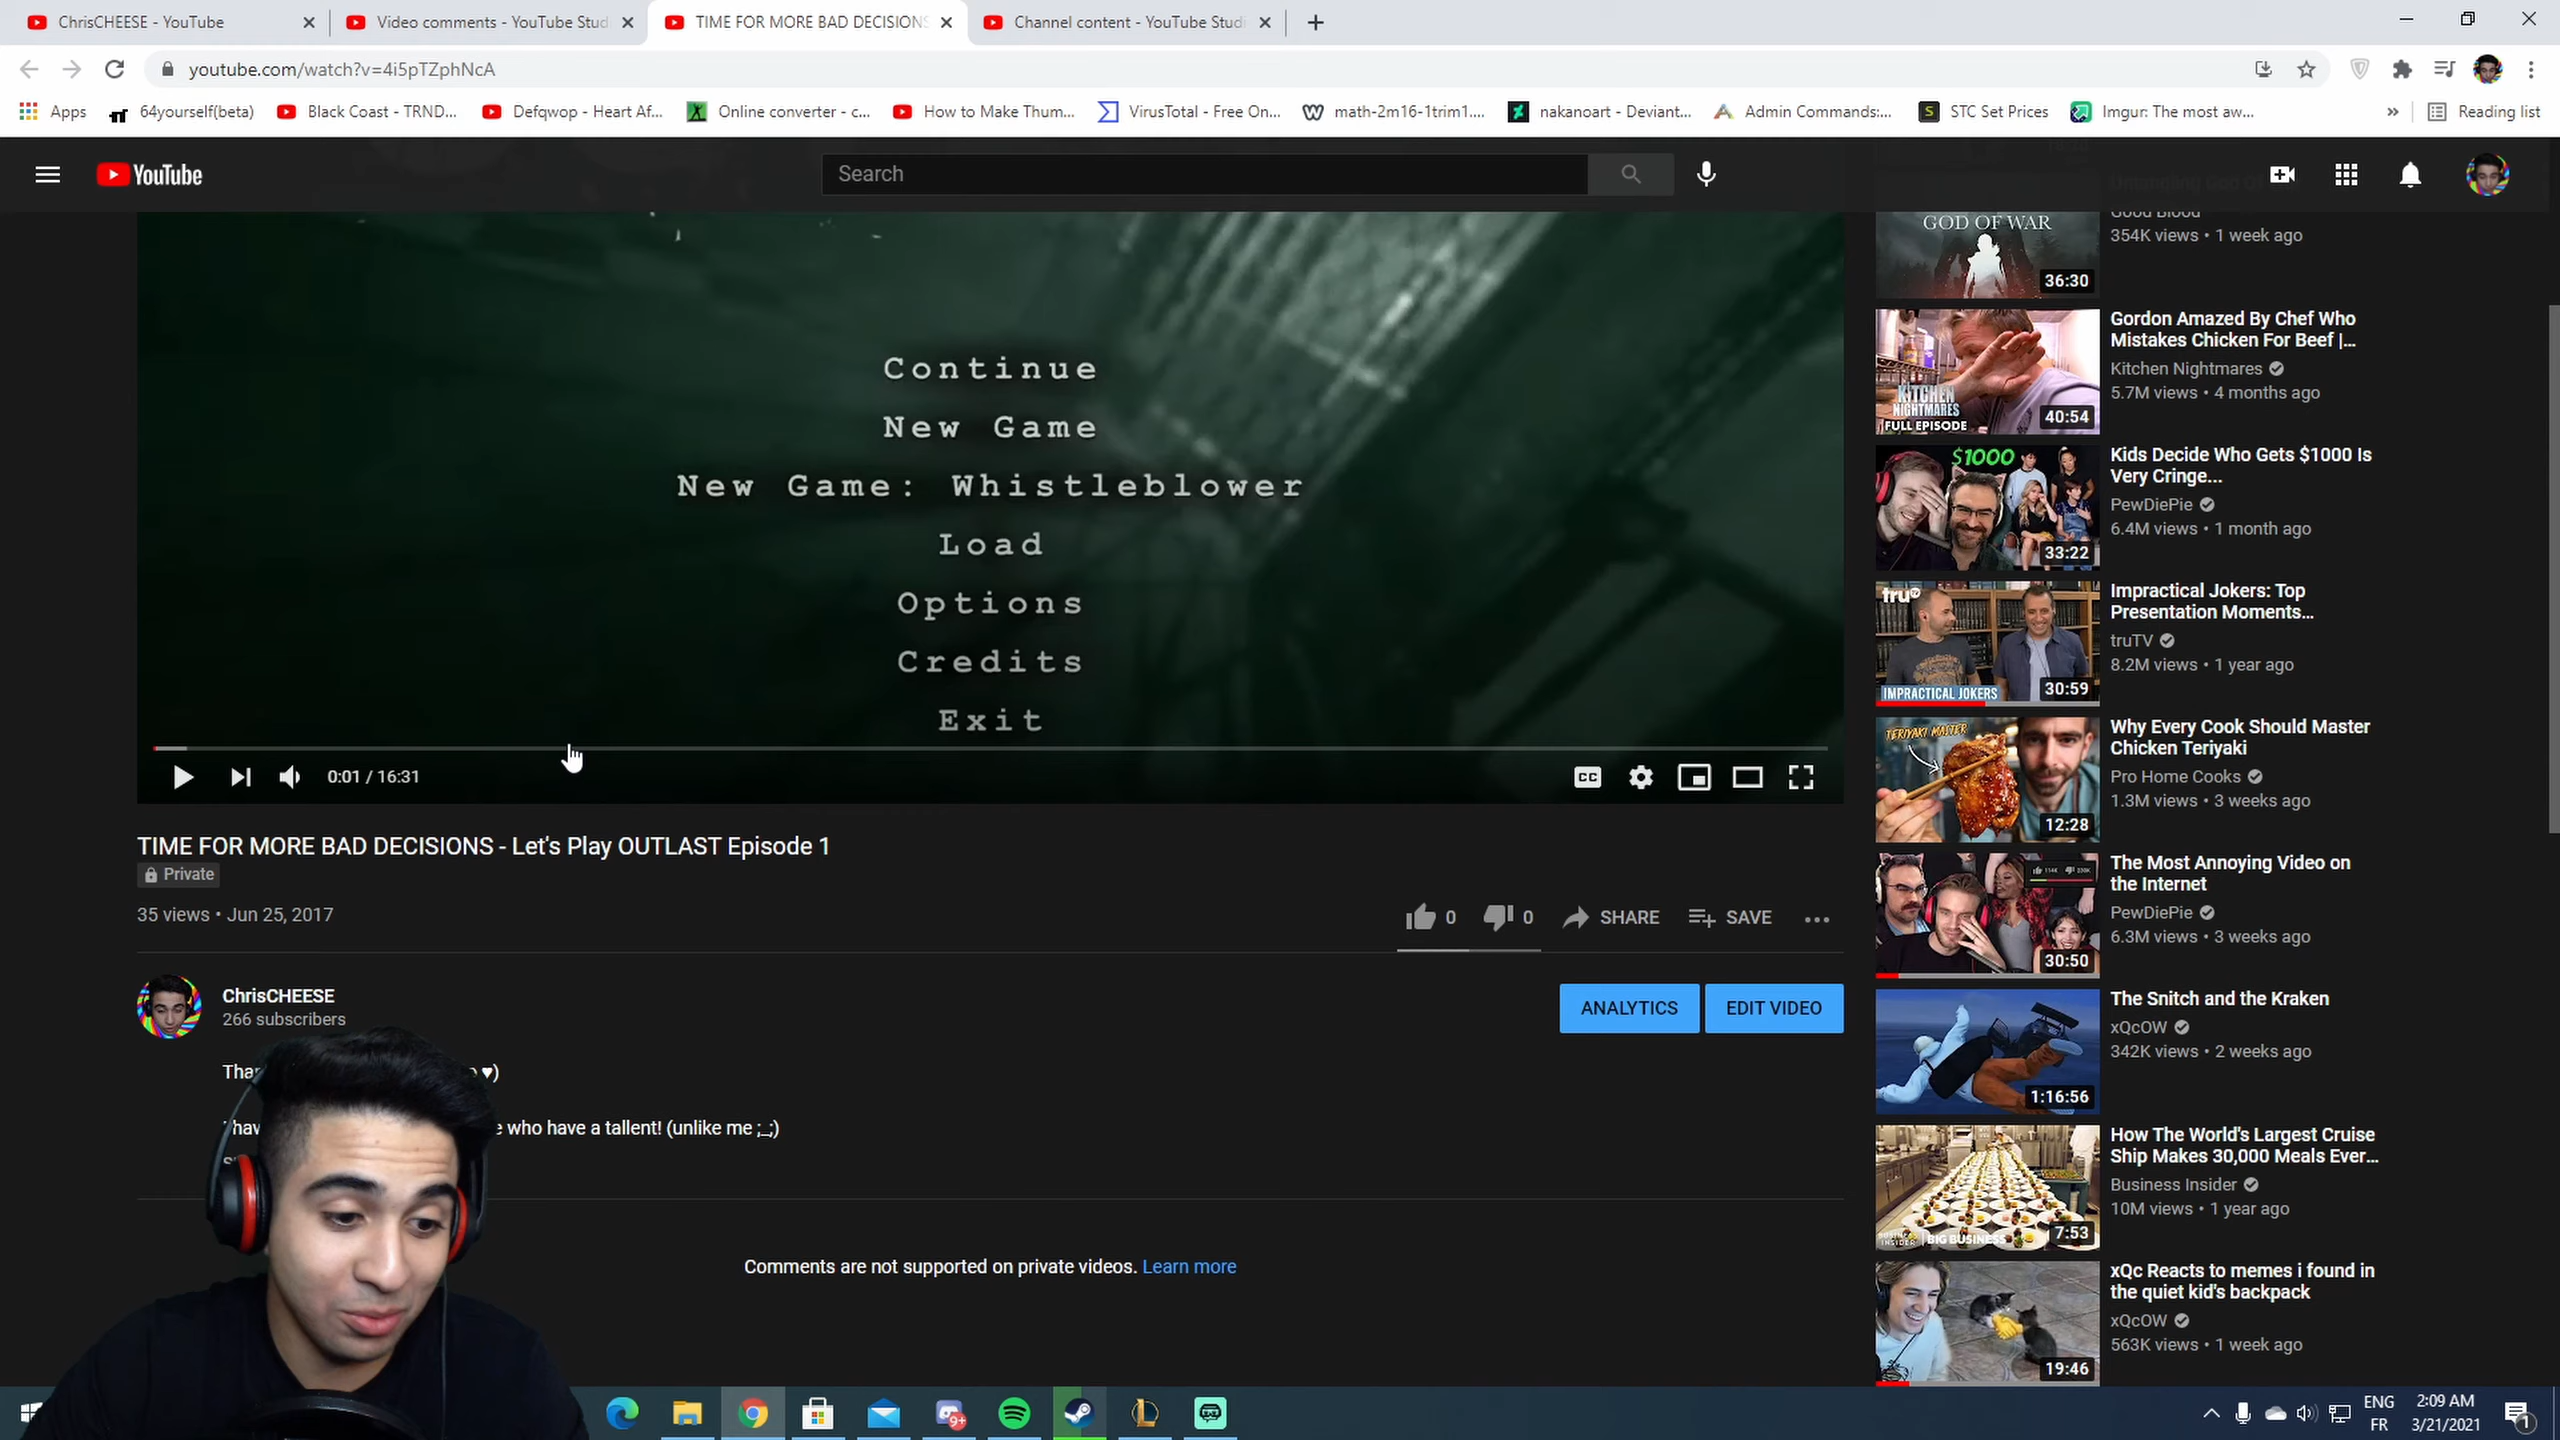 ChrisCHEESE - YouTube
Video comments - YouTube Stud
TIME FOR MORE BAD DECISIONS
Channel content - YouTube Studi
youtube.com/watch?v=4i5pTZphNcA
Apps
64yourself(beta)
Black Coast - TRND...
Defqwop - Heart Af...
Online converter - c...
How to Make Thum...
VirusTotal - Free On...
math-2m16-1trim1....
nakanoart - Deviant...
Admin Commands:...
STC Set Prices
Imgur: The most aw...
Reading list
YouTube
Search
Continue
New Game
New Game: Whistleblower
Load
Options
Credits
Exit
0:01 / 16:31
CC
TIME FOR MORE BAD DECISIONS - Let's Play OUTLAST Episode 1
Private
35 views • Jun 25, 2017
0
0
SHARE
SAVE
ChrisCHEESE
266 subscribers
ANALYTICS
EDIT VIDEO
♥)
e who have a tallent! (unlike me ;_;)
Comments are not supported on private videos. Learn more
Good Blood
354K views • 1 week ago
GOD OF WAR
36:30
Gordon Amazed By Chef Who
Mistakes Chicken For Beef |...
Kitchen Nightmares
5.7M views • 4 months ago
KITCHEN
NIGHTMARES
FULL EPISODE
40:54
Kids Decide Who Gets $1000 Is
Very Cringe...
PewDiePie
6.4M views • 1 month ago
$1000
33:22
Impractical Jokers: Top
Presentation Moments...
truTV
8.2M views • 1 year ago
tru
IMPRACTICAL JOKERS
30:59
Why Every Cook Should Master
Chicken Teriyaki
Pro Home Cooks
1.3M views • 3 weeks ago
TERIYAKI MASTER
12:28
The Most Annoying Video on
the Internet
PewDiePie
6.3M views • 3 weeks ago
30:50
The Snitch and the Kraken
xQcOW
342K views • 2 weeks ago
1:16:56
How The World's Largest Cruise
Ship Makes 30,000 Meals Ever...
Business Insider
10M views • 1 year ago
BIG BUSINESS
7:53
xQc Reacts to memes i found in
the quiet kid's backpack
xQcOW
563K views • 1 week ago
19:46
9+
ENG
FR
2:09 AM
3/21/2021
1